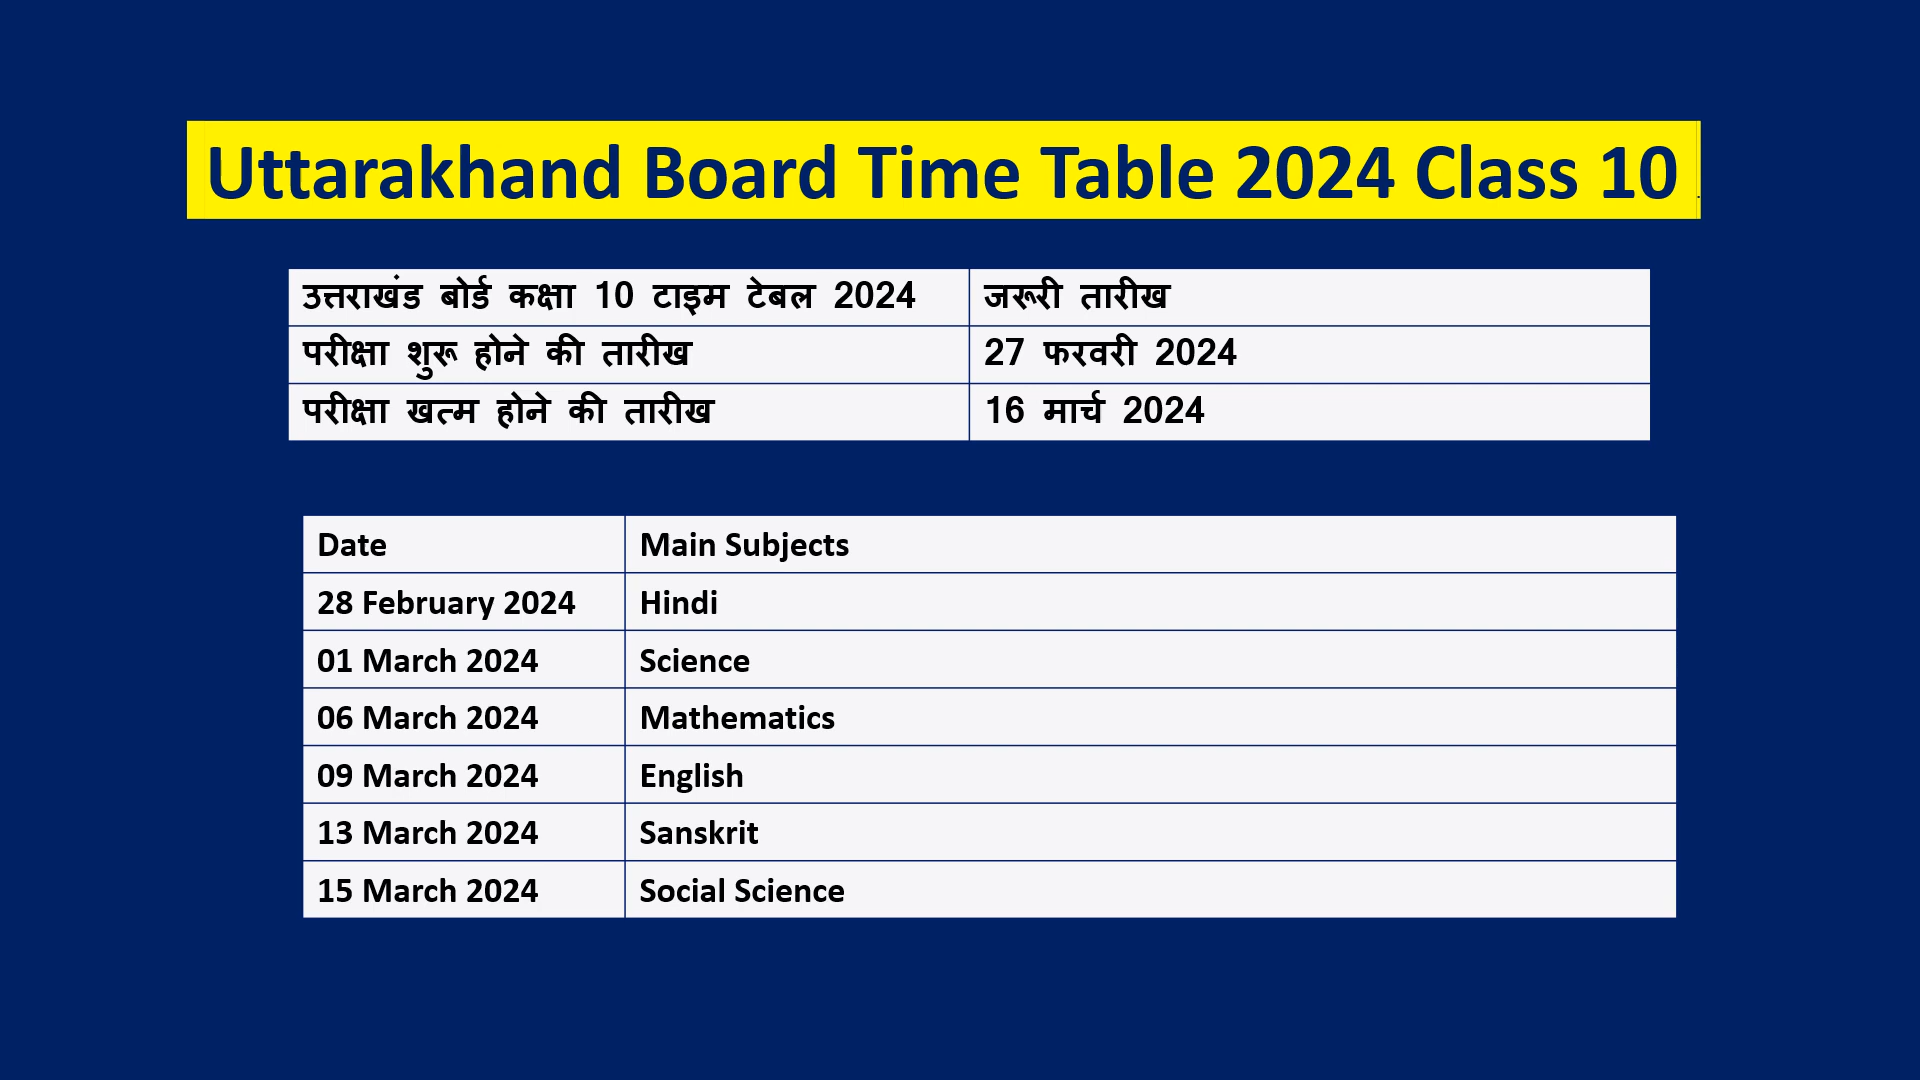 Uttarakhand Board Time Table 2024 Class 10
उत्तराखंड बोर्ड कक्षा 10 टाइम टेबल 2024 जरूरी तारीख
परीक्षा शुरू होने की तारीख 27 फरवरी 2024
परीक्षा खत्म होने की तारीख 16 मार्च 2024
Date Main Subjects
28 February 2024 Hindi
01 March 2024 Science
06 March 2024 Mathematics
09 March 2024 English
13 March 2024 Sanskrit
15 March 2024 Social Science